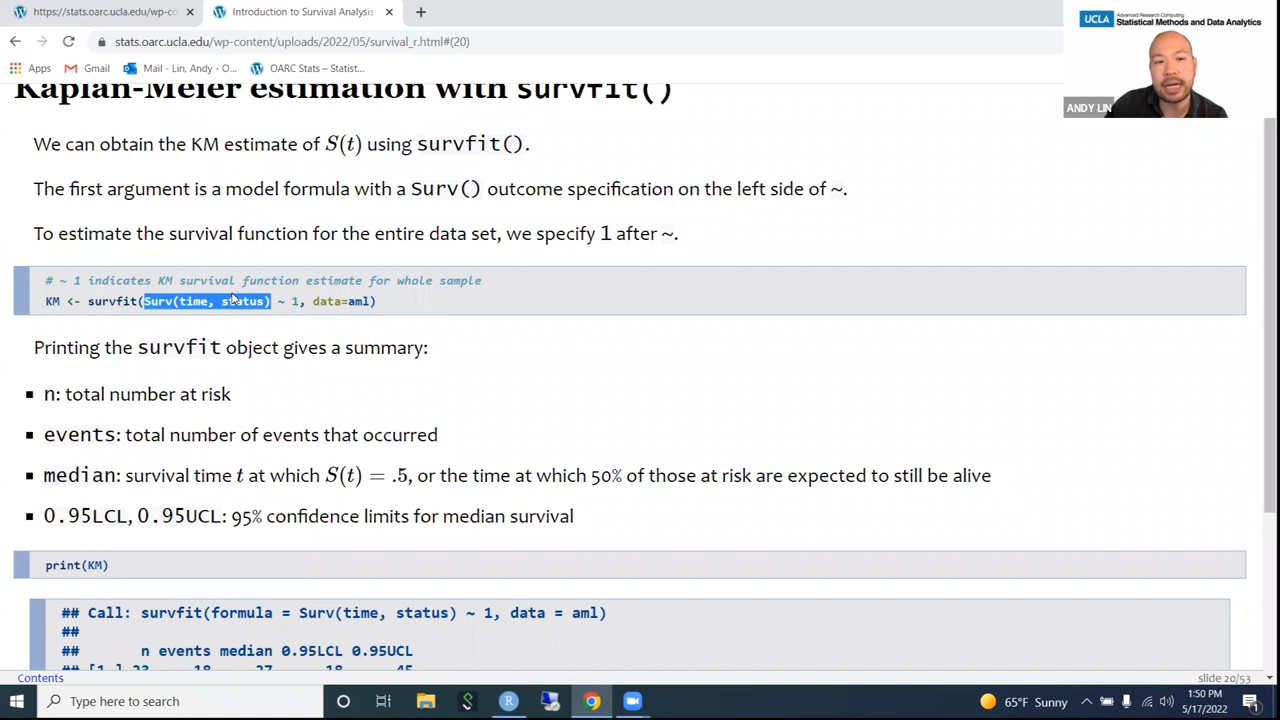 https://stats.oarc.ucla.edu/wp-co
Introduction to Survival Analysis
stats.oarc.ucla.edu/wp-content/uploads/2022/05/survival_r.html#(20)
Apps
Gmail
Mail - Lin, Andy - O...
OARC Stats – Statist...
UCLA
Advanced Research Computing
Statistical Methods and Data Analytics
ANDY LIN
Kaplan-Meier estimation with survfit()
We can obtain the KM estimate of S(t) using survfit().
The first argument is a model formula with a Surv() outcome specification on the left side of ~.
To estimate the survival function for the entire data set, we specify 1 after ~.
# ~ 1 indicates KM survival function estimate for whole sample
KM <- survfit(Surv(time, status) ~ 1, data=aml)
Printing the survfit object gives a summary:
n: total number at risk
events: total number of events that occurred
median: survival time t at which S(t) = .5, or the time at which 50% of those at risk are expected to still be alive
0.95LCL, 0.95UCL: 95% confidence limits for median survival
print(KM)
## Call: survfit(formula = Surv(time, status) ~ 1, data = aml)
##
## n events median 0.95LCL 0.95UCL
## [1,] 23 18 27 18 45
Contents
slide 20/53
Type here to search
65°F Sunny
1:50 PM
5/17/2022